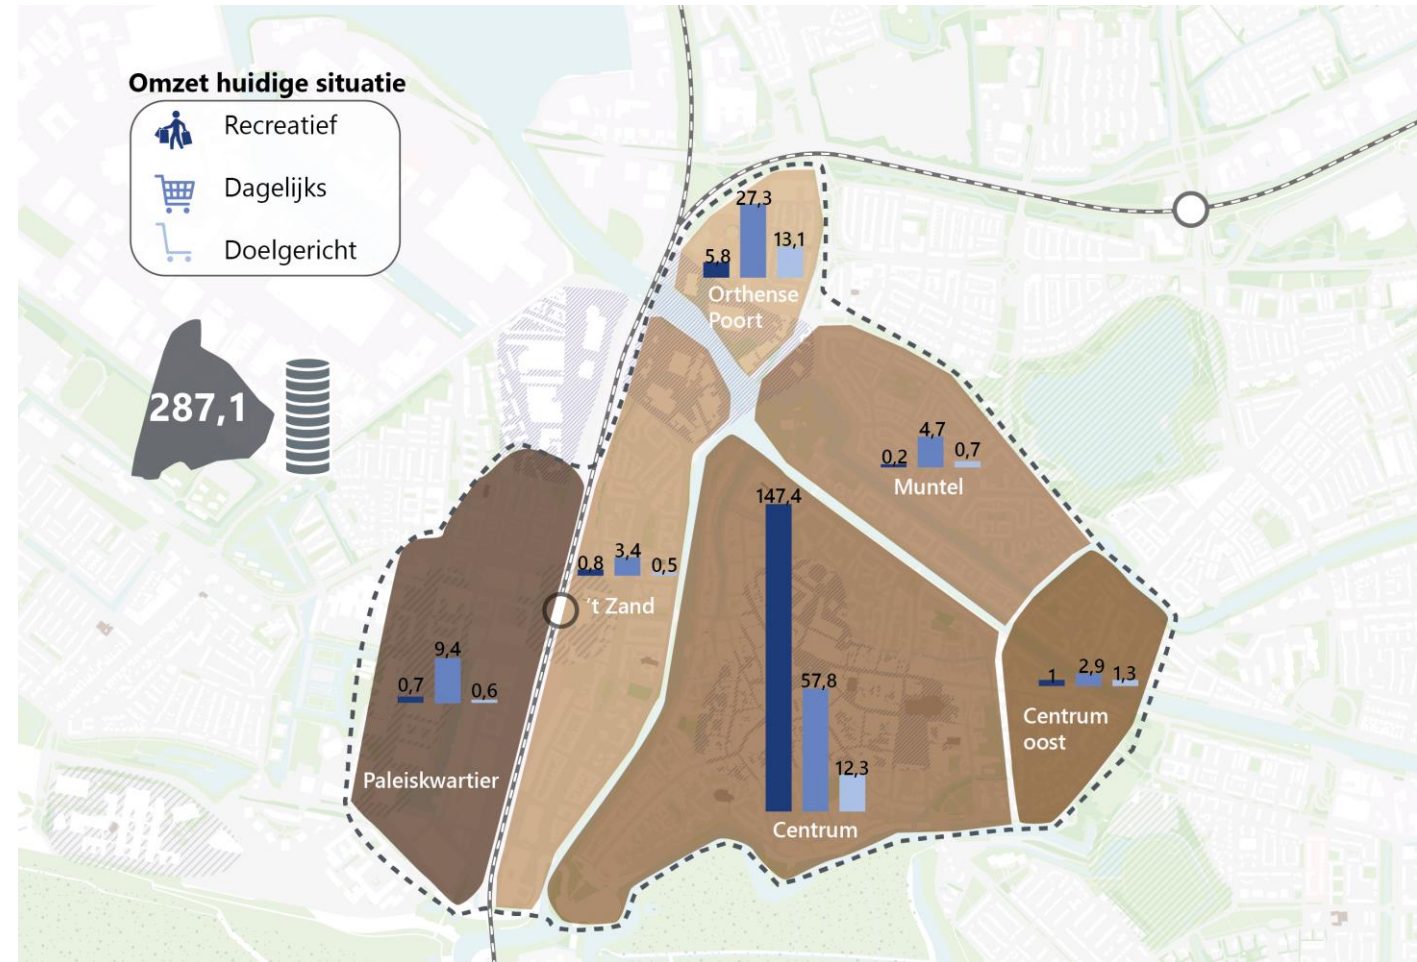 Omzet huidige situatie
Recreatief
Dagelijks
Doelgericht
287,1
27,3
5,8
13,1
Orthense
Poort
4,7
0,2
0,7
Muntel
147,4
57,8
12,3
Centrum
3,4
0,8
0,5
't Zand
9,4
0,7
0,6
Paleiskwartier
1
2,9
1,3
Centrum
oost